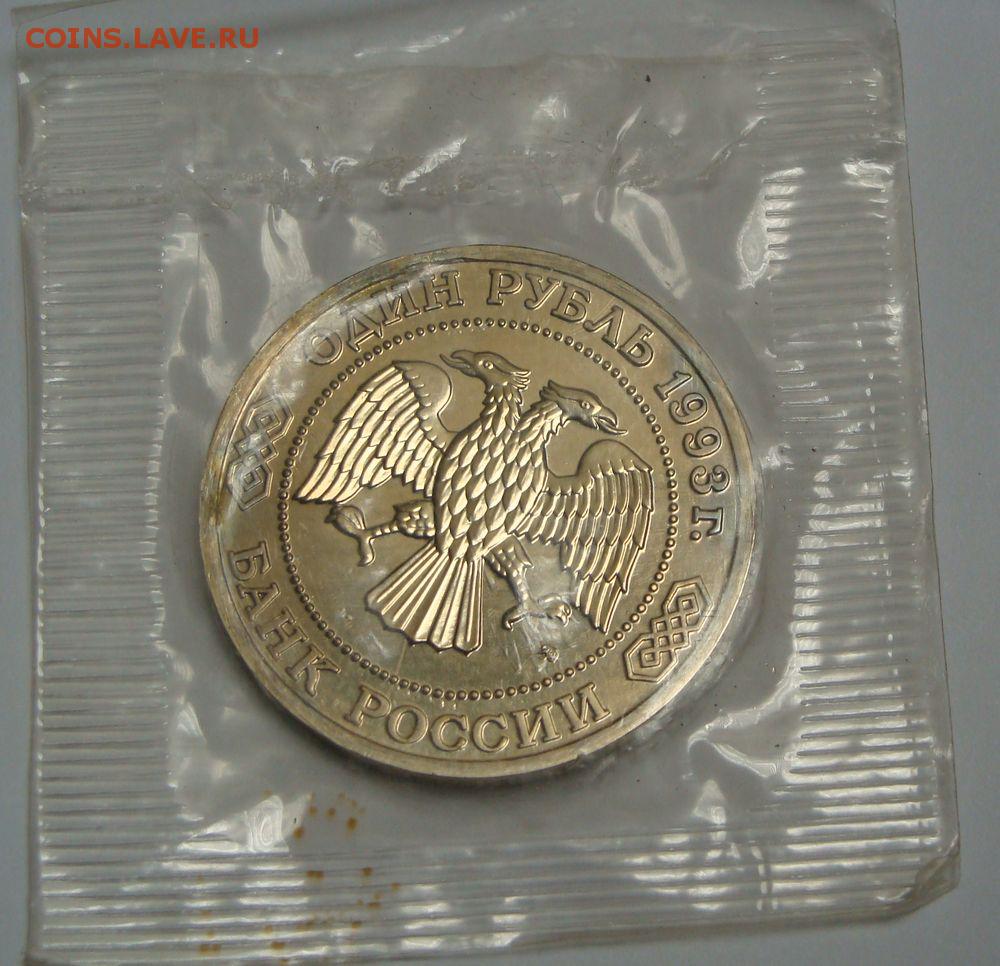 COINS.LAVE.RU
ОДИН РУБЛЬ 1993 г.
БАНК РОССИИ